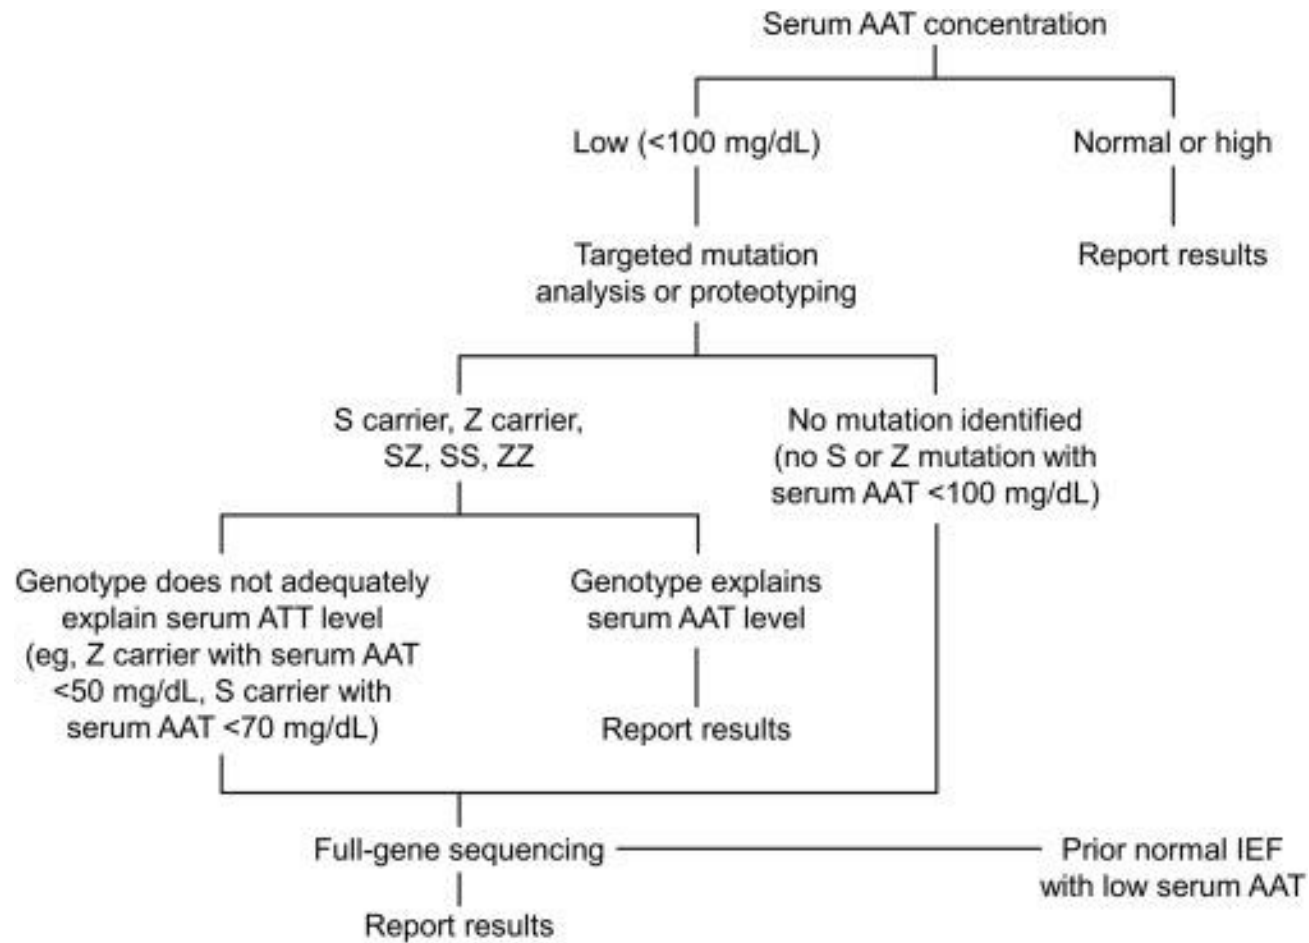 Serum AAT concentration
Low (<100 mg/dL)
Normal or high
Targeted mutation
analysis or proteotyping
Report results
S carrier, Z carrier,
SZ, SS, ZZ
No mutation identified
(no S or Z mutation with
serum AAT <100 mg/dL)
Genotype does not adequately
explain serum ATT level
(eg, Z carrier with serum AAT
<50 mg/dL, S carrier with
serum AAT <70 mg/dL)
Genotype explains
serum AAT level
Report results
Full-gene sequencing
Prior normal IEF
with low serum AAT
Report results